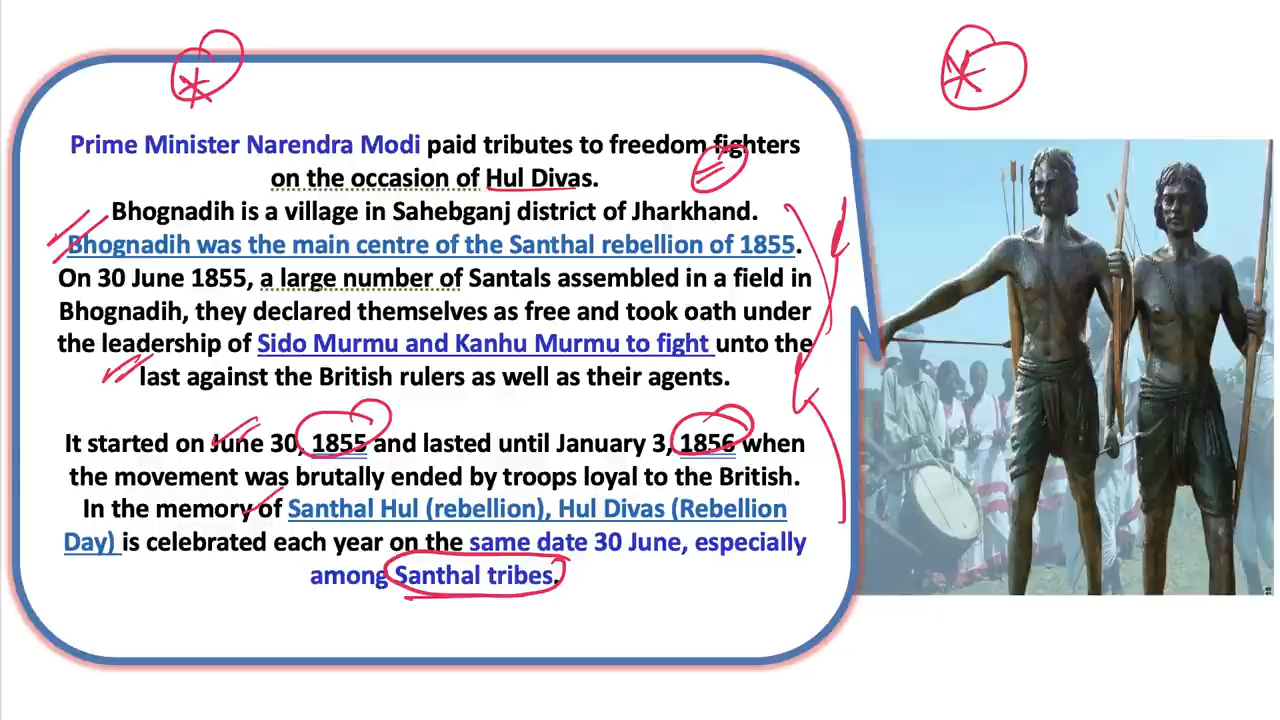 Prime Minister Narendra Modi paid tributes to freedom fighters
on the occasion of Hul Divas.
Bhognadih is a village in Sahebganj district of Jharkhand.
Bhognadih was the main centre of the Santhal rebellion of 1855.
On 30 June 1855, a large number of Santals assembled in a field in
Bhognadih, they declared themselves as free and took oath under
the leadership of Sido Murmu and Kanhu Murmu to fight unto the
last against the British rulers as well as their agents.
It started on June 30, 1855 and lasted until January 3, 1856 when
the movement was brutally ended by troops loyal to the British.
In the memory of Santhal Hul (rebellion), Hul Divas (Rebellion
Day) is celebrated each year on the same date 30 June, especially
among Santhal tribes.